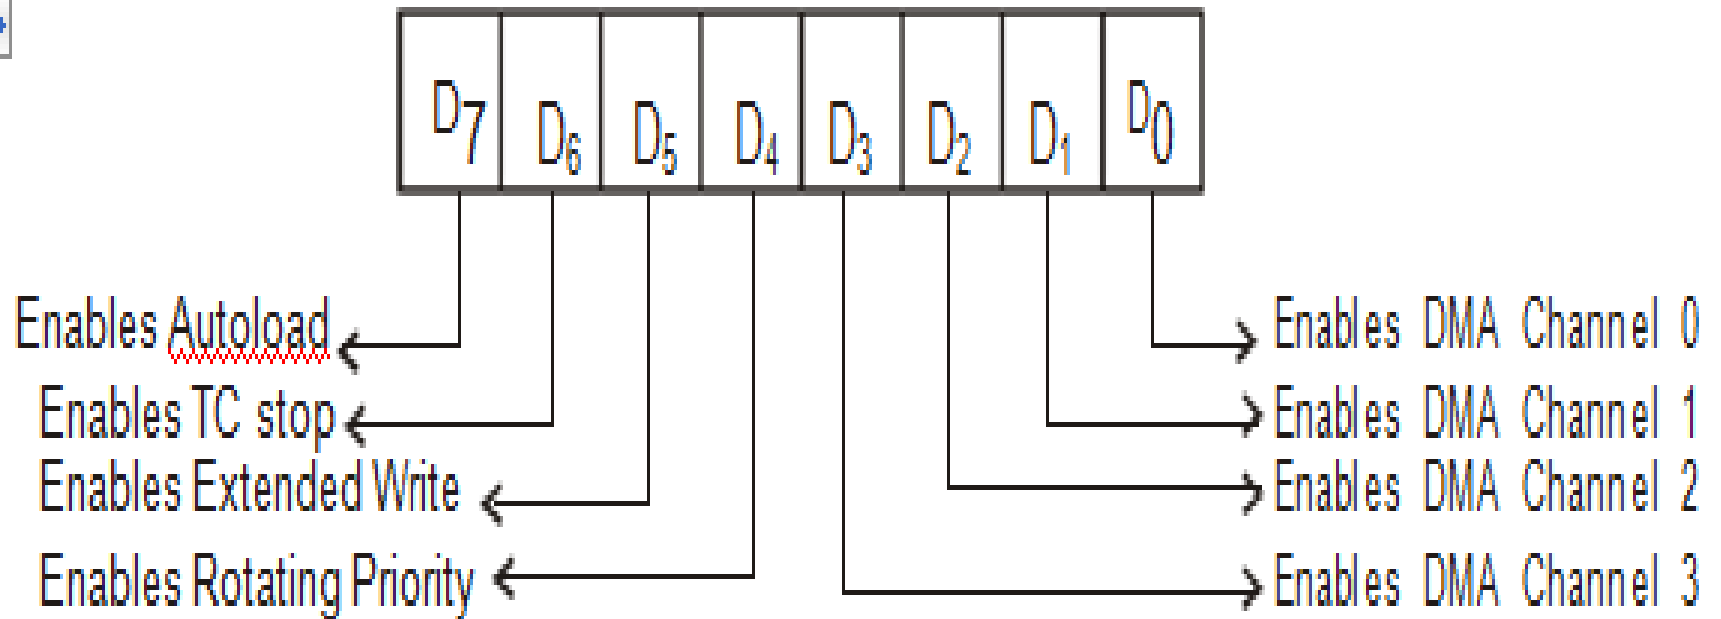 D7 D6 D5 D4 D3 D2 D1 D0
Enables Autoload
Enables TC stop
Enables Extended Write
Enables Rotating Priority
Enables DMA Channel 0
Enables DMA Channel 1
Enables DMA Channel 2
Enables DMA Channel 3